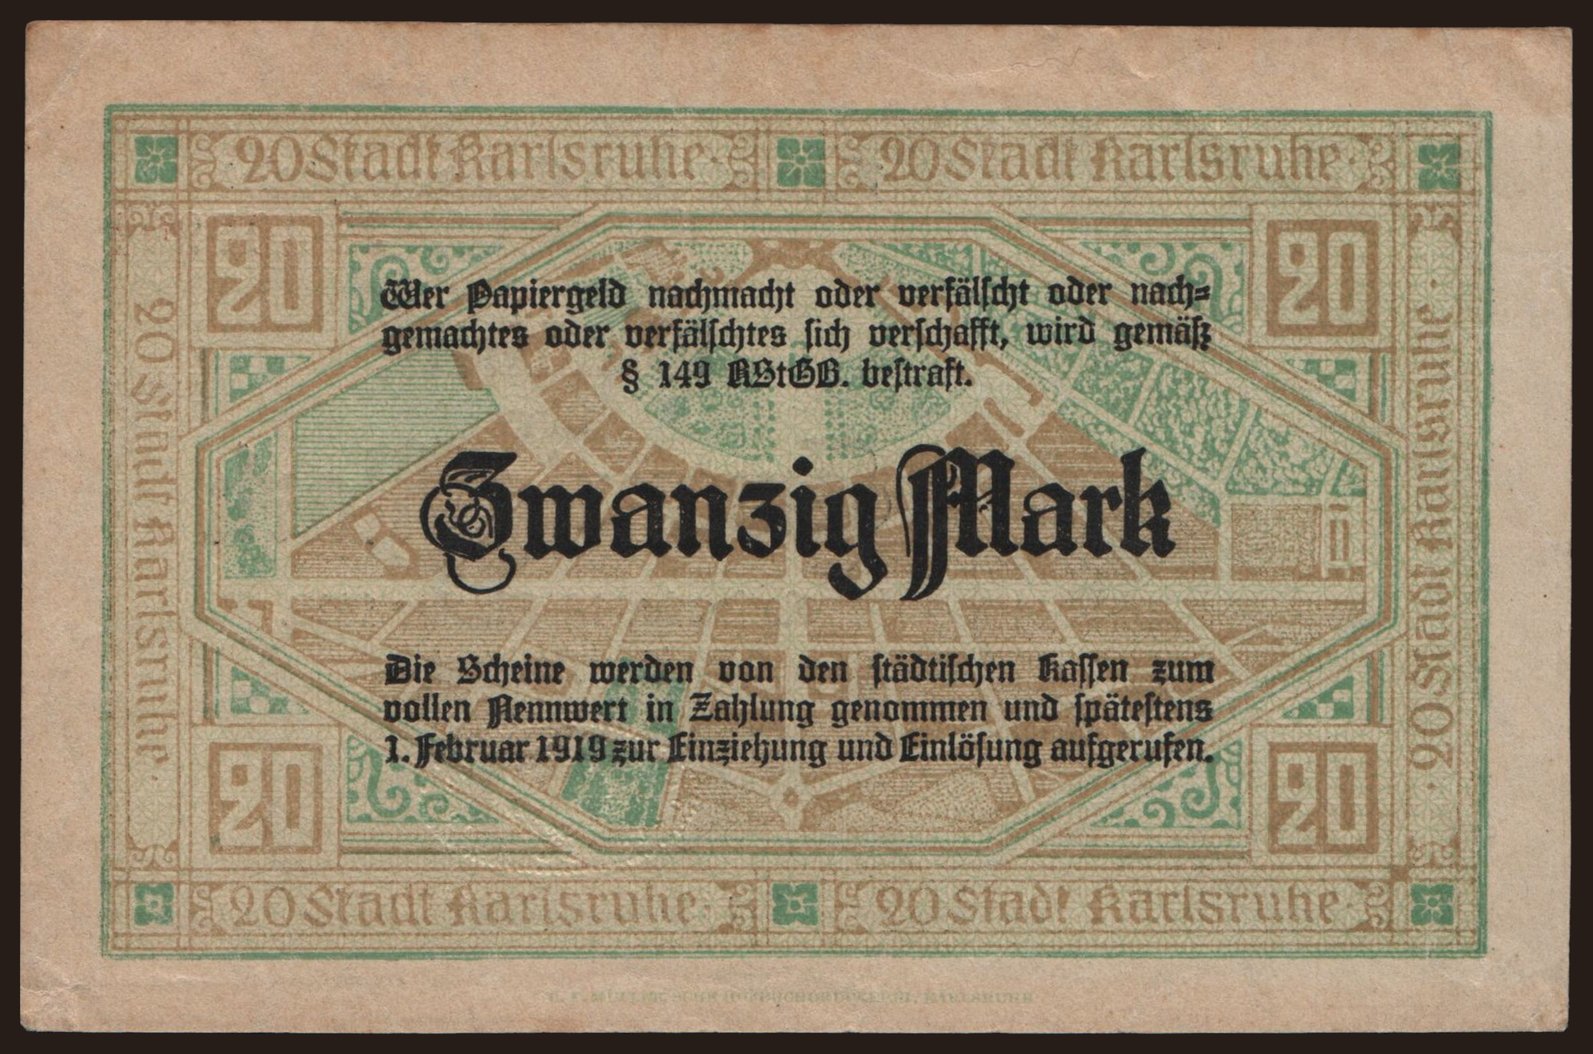 20 Stadt Karlsruhe · 20 Stadt Karlsruhe ·
20 20
Wer Papiergeld nachmacht oder verfälscht oder nach=
gemachtes oder verfälschtes sich verschafft, wird gemäß
§ 149 RStGB. bestraft.
20 Stadt Karlsruhe ·
20 Stadt Karlsruhe ·
Zwanzig Mark
Die Scheine werden von den städtischen Kassen zum
vollen Nennwert in Zahlung genommen und spätestens
1. Februar 1919 zur Einziehung und Einlösung aufgerufen.
20 20
20 Stadt Karlsruhe · 20 Stadt Karlsruhe ·
KARLSRUHE